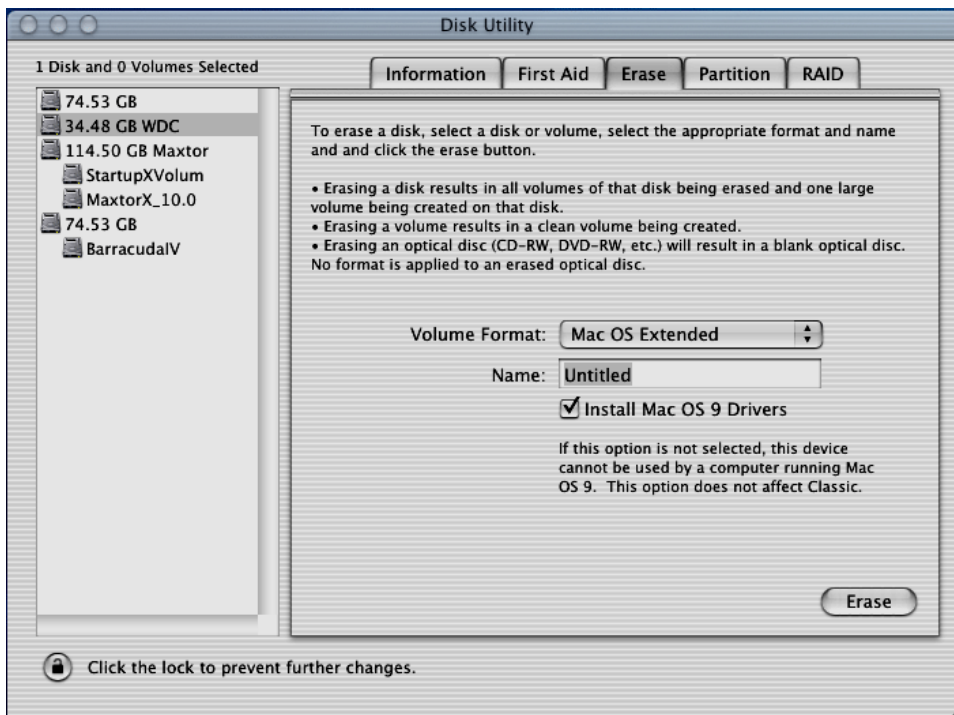 Disk Utility
1 Disk and 0 Volumes Selected
74.53 GB
34.48 GB WDC
114.50 GB Maxtor
StartupXVolum
MaxtorX_10.0
74.53 GB
BarracudaIV
Information
First Aid
Erase
Partition
RAID
To erase a disk, select a disk or volume, select the appropriate format and name
and and click the erase button.
• Erasing a disk results in all volumes of that disk being erased and one large
volume being created on that disk.
• Erasing a volume results in a clean volume being created.
• Erasing an optical disc (CD-RW, DVD-RW, etc.) will result in a blank optical disc.
No format is applied to an erased optical disc.
Volume Format: Mac OS Extended
Name: Untitled
Install Mac OS 9 Drivers
If this option is not selected, this device
cannot be used by a computer running Mac
OS 9. This option does not affect Classic.
Erase
Click the lock to prevent further changes.